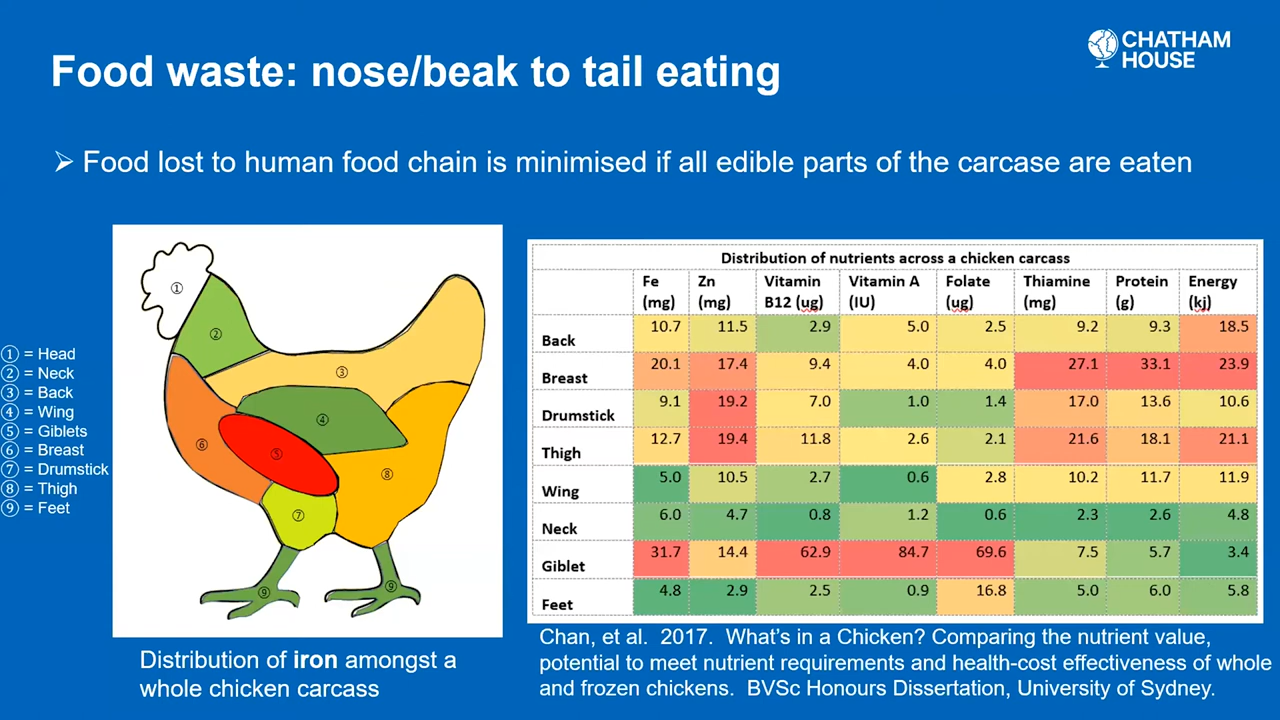 CHATHAM
HOUSE
Food waste: nose/beak to tail eating
➢ Food lost to human food chain is minimised if all edible parts of the carcase are eaten
①
②
③
④
⑤
⑥
⑦
⑧
⑨
⑨
① = Head
② = Neck
③ = Back
④ = Wing
⑤ = Giblets
⑥ = Breast
⑦ = Drumstick
⑧ = Thigh
⑨ = Feet
Distribution of iron amongst a
whole chicken carcass
Distribution of nutrients across a chicken carcass
Fe (mg) Zn (mg) Vitamin B12 (ug) Vitamin A (IU) Folate (ug) Thiamine (mg) Protein (g) Energy (kj)
Back 10.7 11.5 2.9 5.0 2.5 9.2 9.3 18.5
Breast 20.1 17.4 9.4 4.0 4.0 27.1 33.1 23.9
Drumstick 9.1 19.2 7.0 1.0 1.4 17.0 13.6 10.6
Thigh 12.7 19.4 11.8 2.6 2.1 21.6 18.1 21.1
Wing 5.0 10.5 2.7 0.6 2.8 10.2 11.7 11.9
Neck 6.0 4.7 0.8 1.2 0.6 2.3 2.6 4.8
Giblet 31.7 14.4 62.9 84.7 69.6 7.5 5.7 3.4
Feet 4.8 2.9 2.5 0.9 16.8 5.0 6.0 5.8
Chan, et al. 2017. What's in a Chicken? Comparing the nutrient value,
potential to meet nutrient requirements and health-cost effectiveness of whole
and frozen chickens. BVSc Honours Dissertation, University of Sydney.